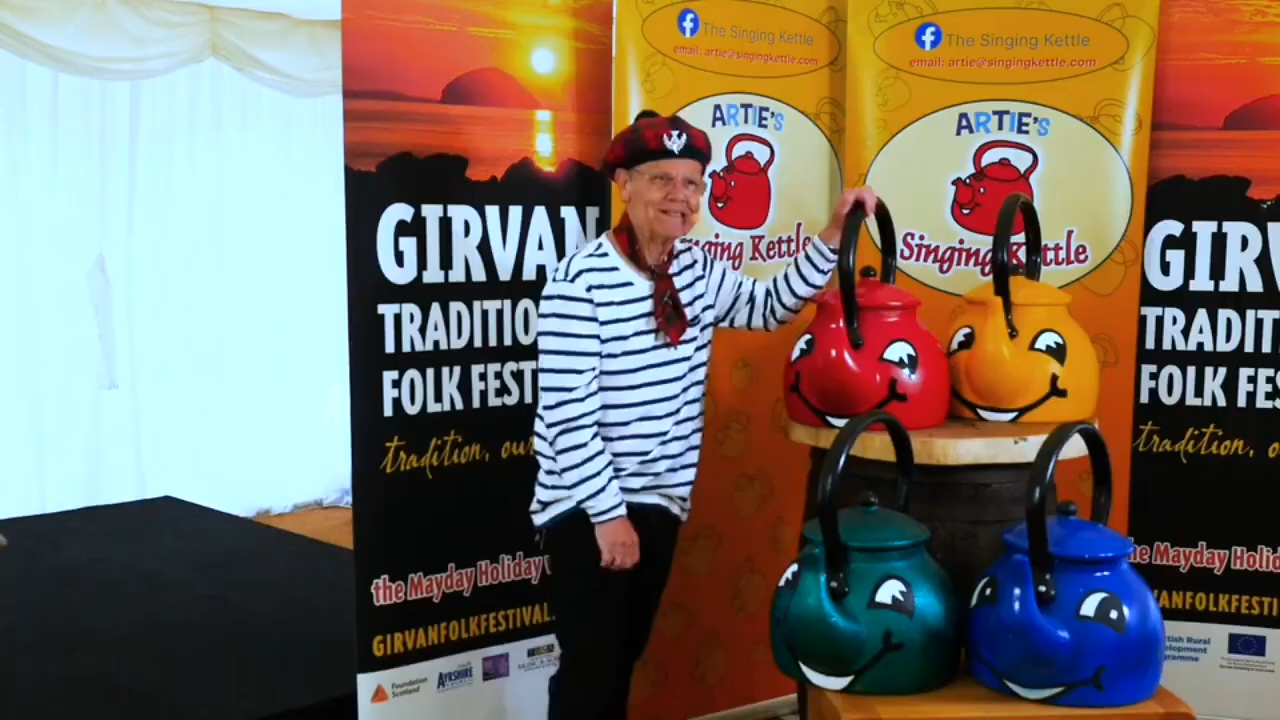 GIRVAN
TRADITIO
FOLK FEST
tradition, our
the Mayday Holiday
GIRVANFOLKFESTIVAL.
Foundation
Scotland
AYRSHIRE
The Singing Kettle
email: artie@singingkettle.com
ARTIE'S
nging Kettle
The Singing Kettle
email: artie@singingkettle.com
ARTIE'S
Singing Kettle
GIRV
TRADIT
FOLK FES
tradition, o
he Mayday Holid
VANFOLKFESTI
ttish Rural
elopment
gramme